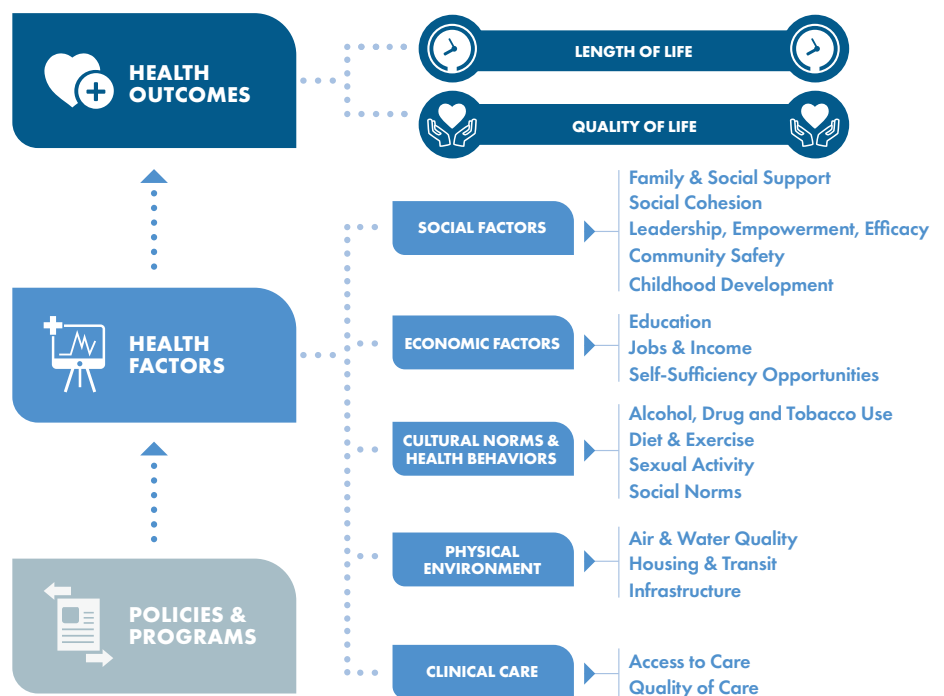 HEALTH
OUTCOMES
LENGTH OF LIFE
QUALITY OF LIFE
HEALTH
FACTORS
SOCIAL FACTORS
Family & Social Support
Social Cohesion
Leadership, Empowerment, Efficacy
Community Safety
Childhood Development
ECONOMIC FACTORS
Education
Jobs & Income
Self-Sufficiency Opportunities
CULTURAL NORMS &
HEALTH BEHAVIORS
Alcohol, Drug and Tobacco Use
Diet & Exercise
Sexual Activity
Social Norms
PHYSICAL
ENVIRONMENT
Air & Water Quality
Housing & Transit
Infrastructure
POLICIES &
PROGRAMS
CLINICAL CARE
Access to Care
Quality of Care